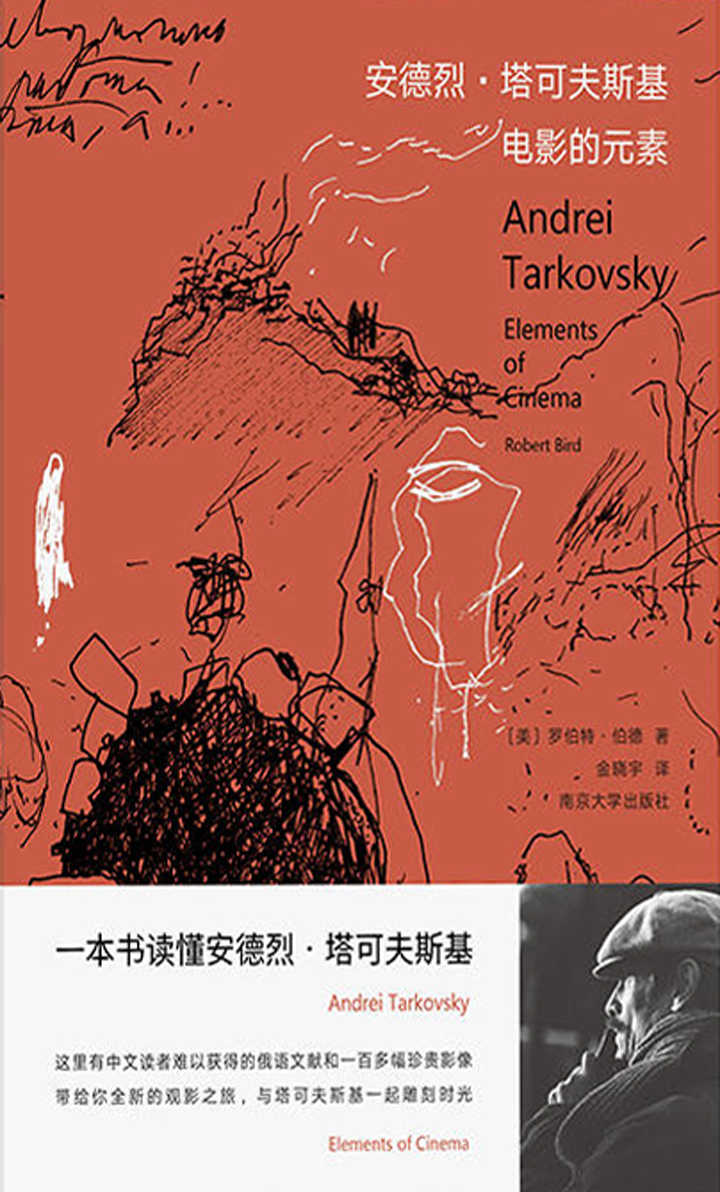 安德烈·塔可夫斯基
电影的元素
Andrei
Tarkovsky
Elements
of
Cinema
Robert Bird
［美］罗伯特·伯德 著
金晓宇 译
南京大学出版社
一本书读懂安德烈·塔可夫斯基
Andrei Tarkovsky
这里有中文读者难以获得的俄语文献和一百多幅珍贵影像
带给你全新的观影之旅，与塔可夫斯基一起雕刻时光
Elements of Cinema